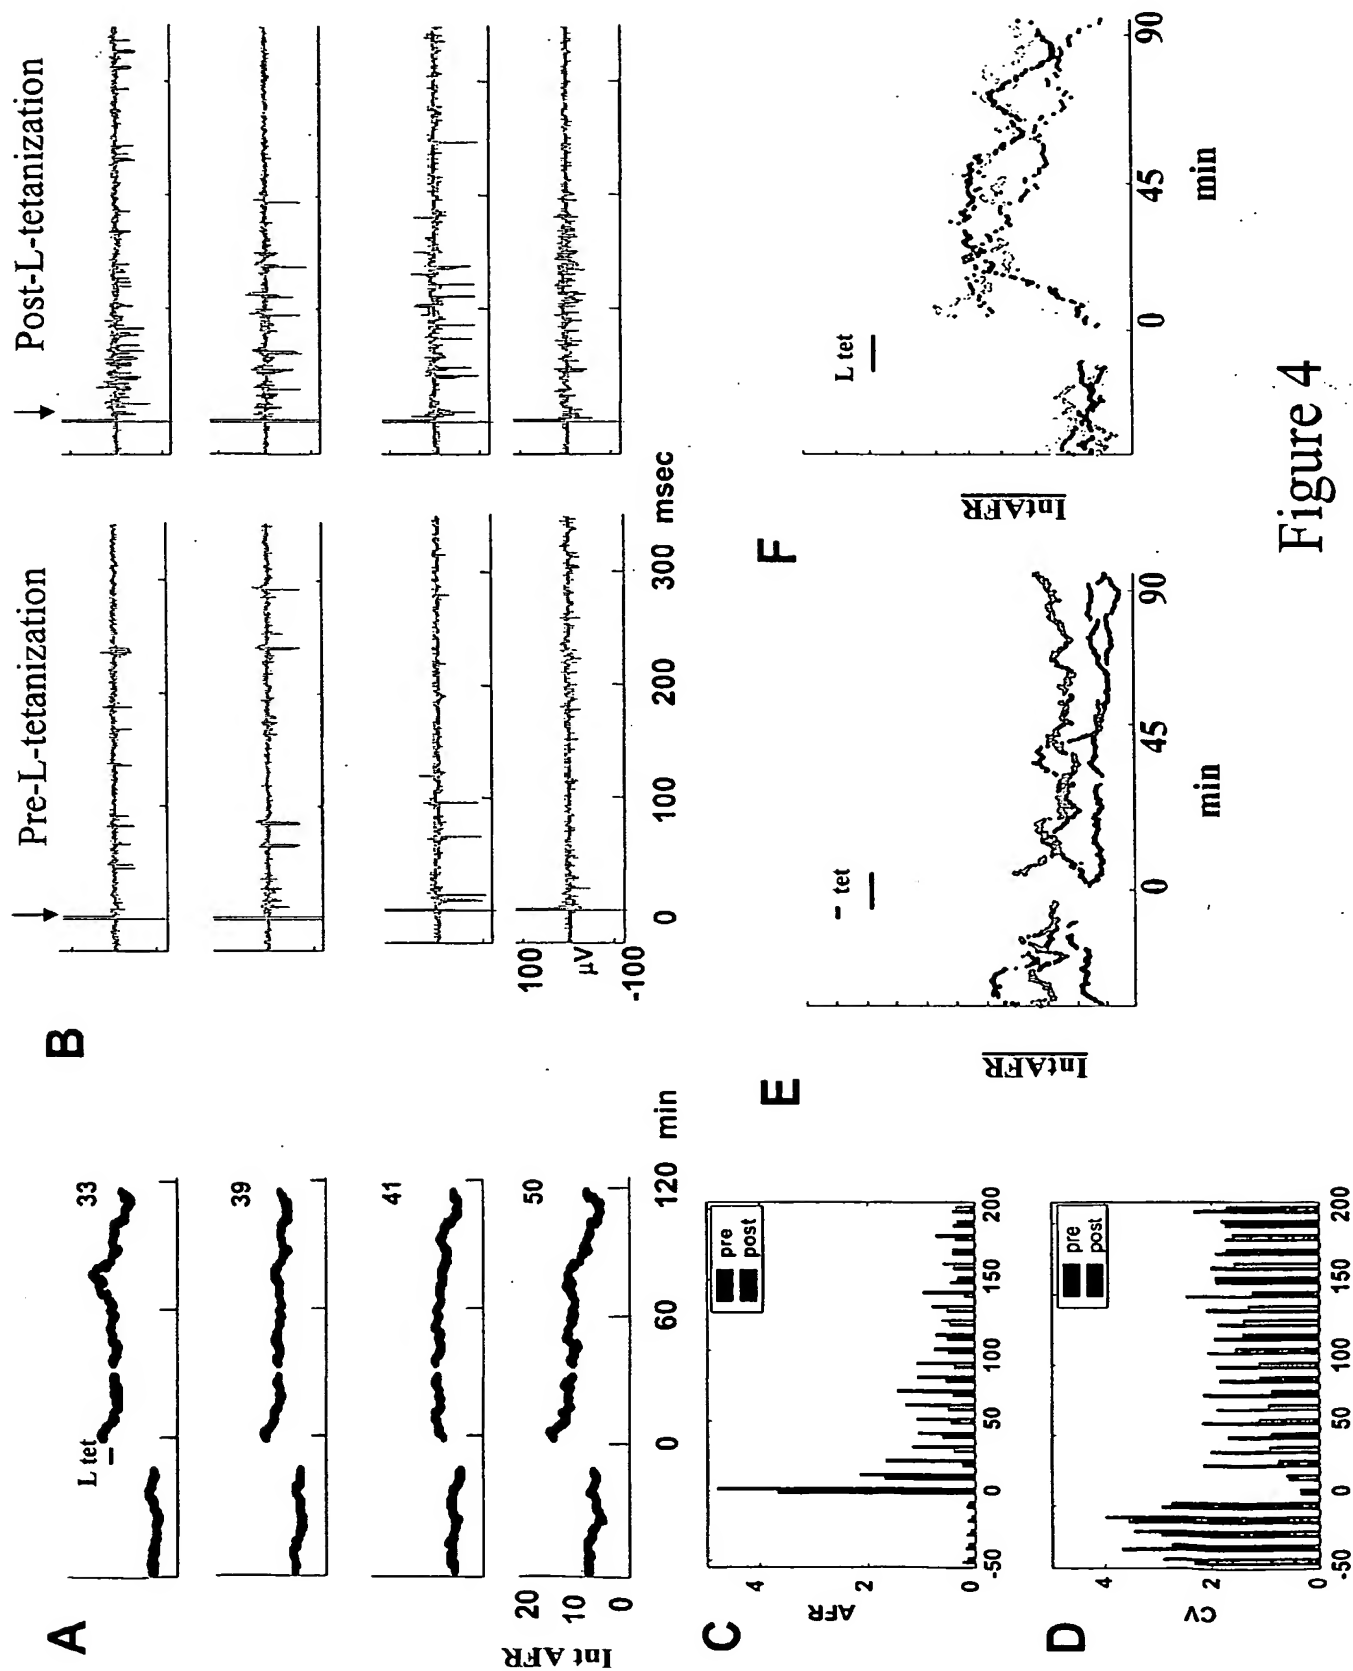 A
33
L tet
39
41
50
Int AFR
20
10
0
0
60
120
min
B
Pre-L-tetanization
Post-L-tetanization
100
µV
-100
0
100
200
300
msec
C
AFR
4
2
0
-50
0
50
100
150
200
pre
post
D
CV
4
2
0
-50
0
50
100
150
200
pre
post
E
IntAFR
- tet
0
45
90
min
F
IntAFR
L tet
0
45
90
min
Figure 4